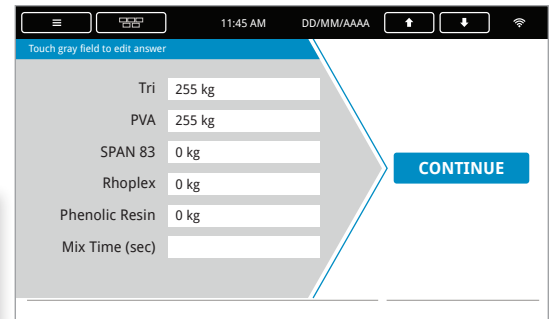 11:45 AM DD/MM/AAAA
Touch gray field to edit answer
Tri 255 kg
PVA 255 kg
SPAN 83 0 kg
Rhoplex 0 kg
Phenolic Resin 0 kg
Mix Time (sec)
CONTINUE